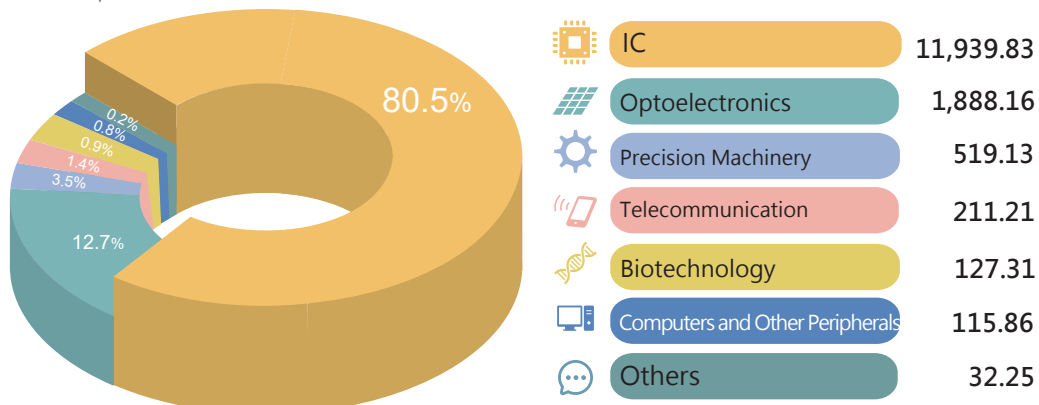 80.5%
0.2%
0.8%
0.9%
1.4%
3.5%
12.7%
IC 11,939.83
Optoelectronics 1,888.16
Precision Machinery 519.13
Telecommunication 211.21
Biotechnology 127.31
Computers and Other Peripherals 115.86
Others 32.25